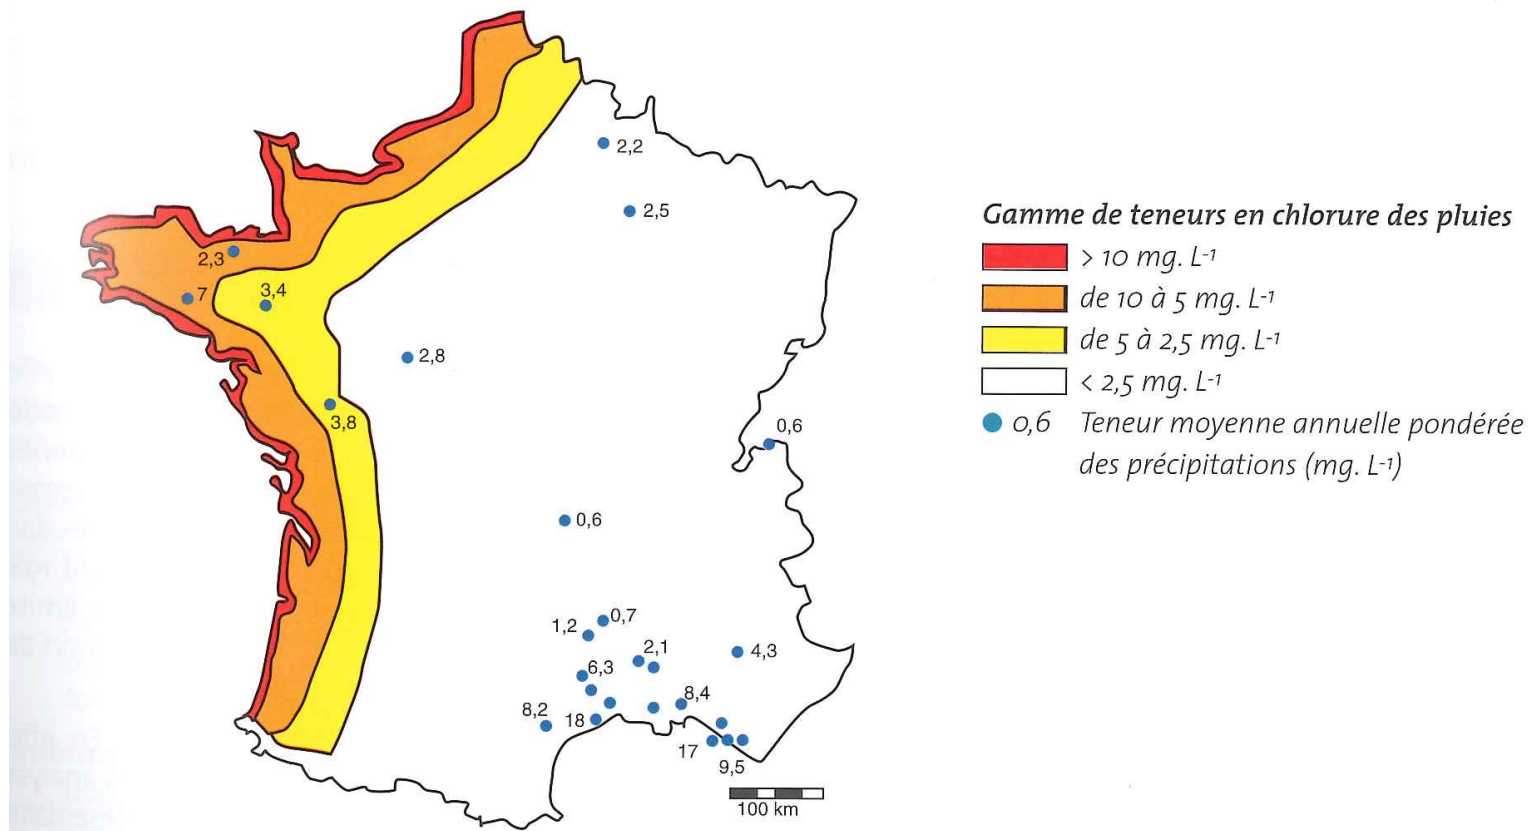 2,2
2,5
2,3
7
3,4
2,8
3,8
0,6
0,6
0,7
1,2
2,1
4,3
6,3
8,4
8,2
18
17
9,5
100 km
Gamme de teneurs en chlorure des pluies
> 10 mg. L-1
de 10 à 5 mg. L-1
de 5 à 2,5 mg. L-1
< 2,5 mg. L-1
0,6 Teneur moyenne annuelle pondérée
des précipitations (mg. L-1)